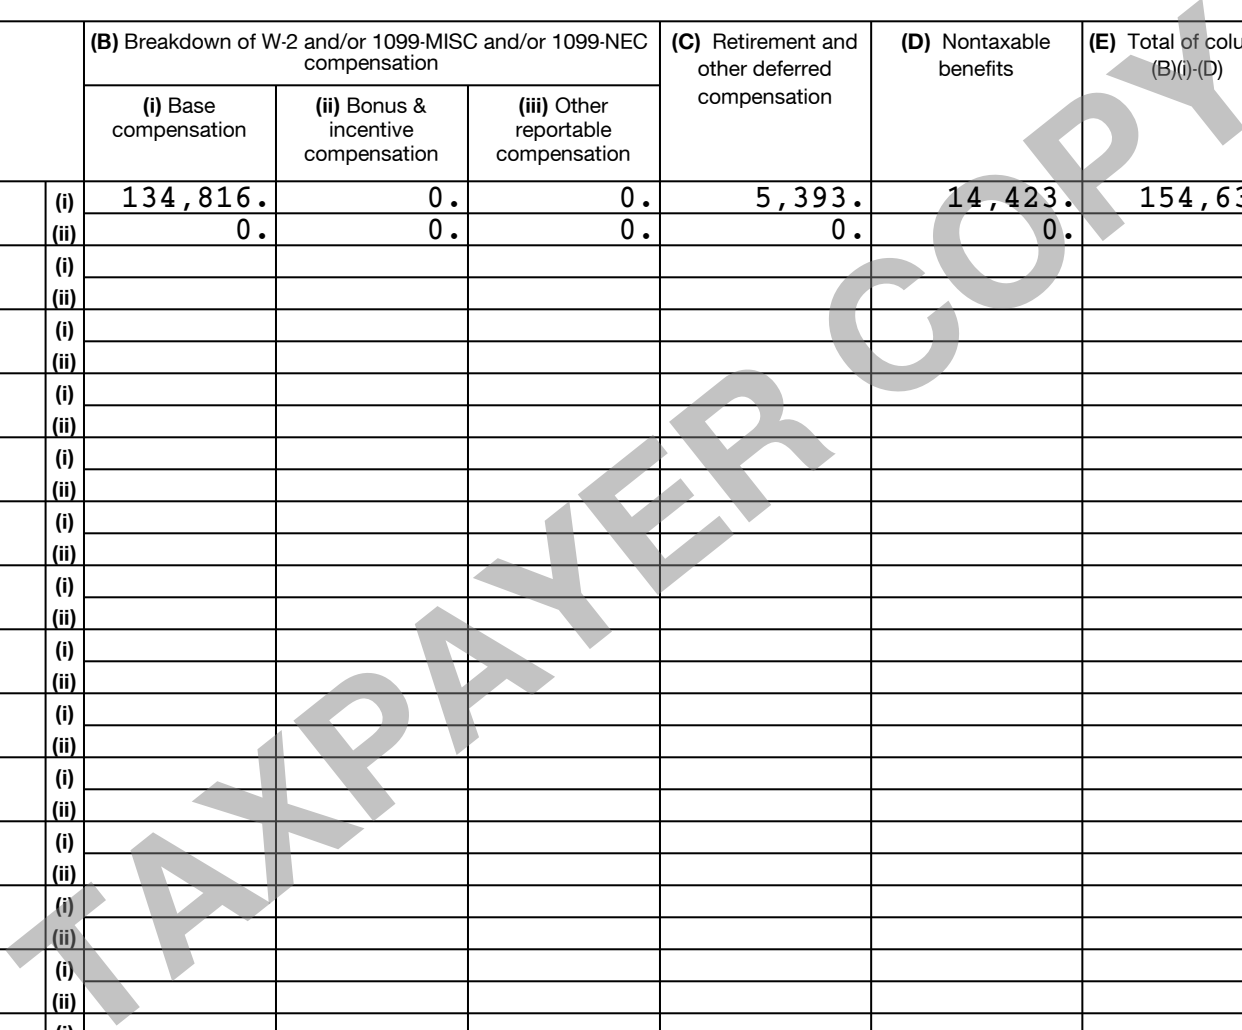 (B) Breakdown of W-2 and/or 1099-MISC and/or 1099-NEC
compensation
(C) Retirement and
other deferred
compensation
(D) Nontaxable
benefits
(E) Total of colu
(B)(i)-(D)
(i) Base
compensation
(ii) Bonus &
incentive
compensation
(iii) Other
reportable
compensation
(i) 134,816. 0. 0. 5,393. 14,423. 154,63
(ii) 0. 0. 0. 0. 0.
(i)
(ii)
(i)
(ii)
(i)
(ii)
(i)
(ii)
(i)
(ii)
(i)
(ii)
(i)
(ii)
(i)
(ii)
(i)
(ii)
(i)
(ii)
(i)
(ii)
(i)
(ii)
(i)
TAXPAYER COPY